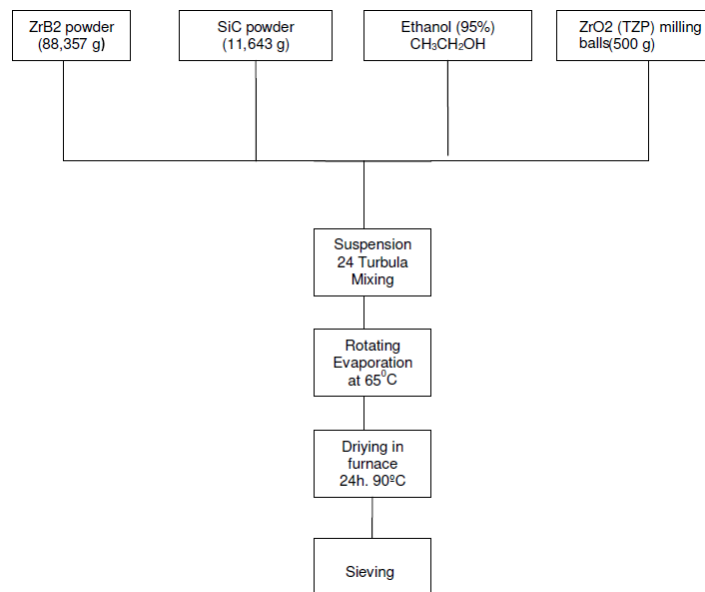 ZrB2 powder
(88,357 g)
SiC powder
(11,643 g)
Ethanol (95%)
CH₃CH₂OH
ZrO2 (TZP) milling
balls(500 g)
Suspension
24 Turbula
Mixing
Rotating
Evaporation
at 65⁰C
Driying in
furnace
24h. 90ºC
Sieving